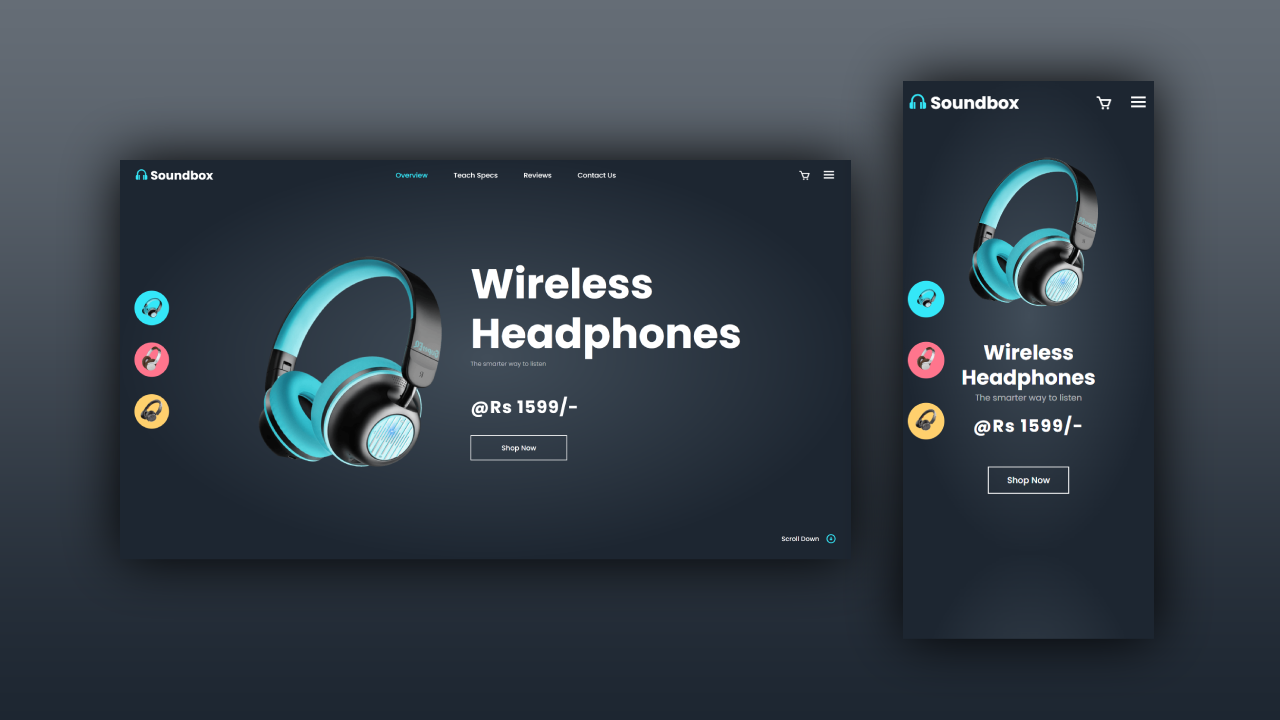 Soundbox
Overview Teach Specs Reviews Contact Us
Wireless
Headphones
The smarter way to listen
@Rs 1599/-
Shop Now
Scroll Down
Soundbox
Wireless
Headphones
The smarter way to listen
@Rs 1599/-
Shop Now